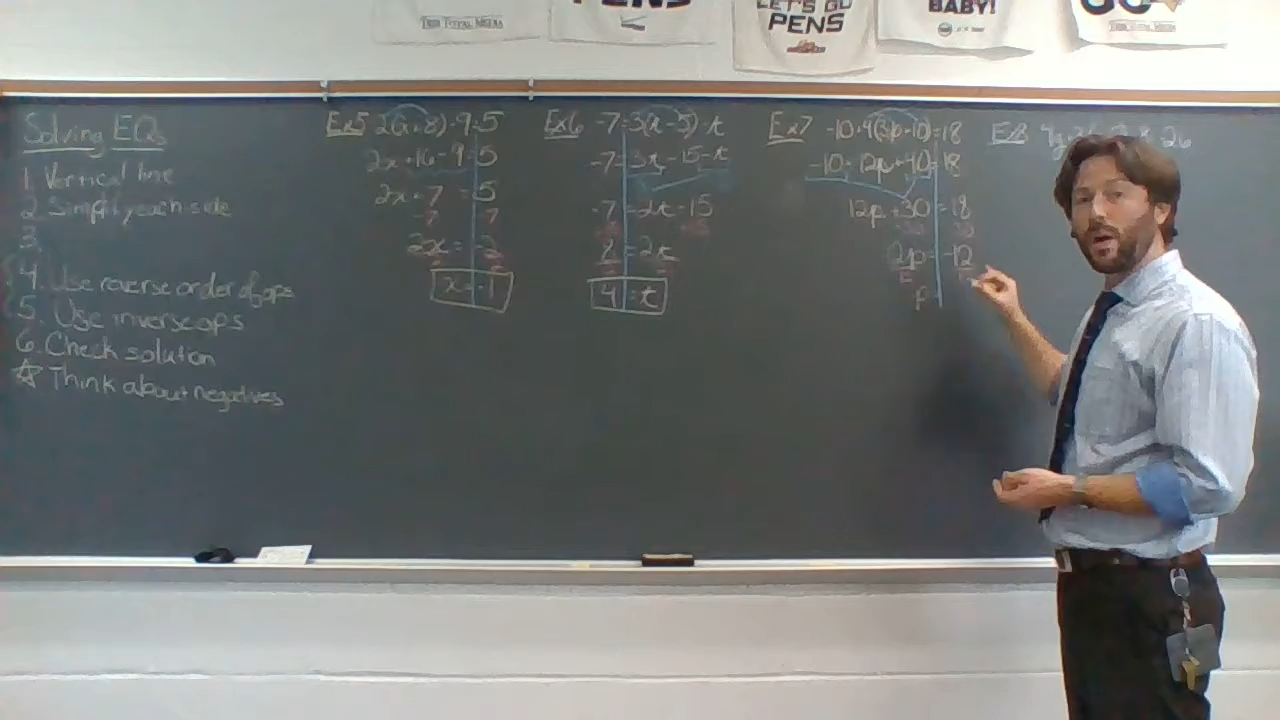 TRIB TOTAL MEDIA
PENS
LET'S GO
PENS
BABY!
Solving EQs
1. Vertical line
2. Simplify each side
3.
4. Use reverse order of ops
5. Use inverse ops
6. Check solution
☆ Think about negatives
Ex5 2(x+8)-9=5
2x+16-9=5
2x+7=5
-7 -7
2x=-2
x=-1
Ex6 -7=3(t-5)-t
-7=3t-15-t
-7=2t-15
8=2t
4=t
Ex7 -10+4(3p+10)=18
-10+12p+40=18
12p+30=18
-30 -30
12p=-12
p=
Ex8